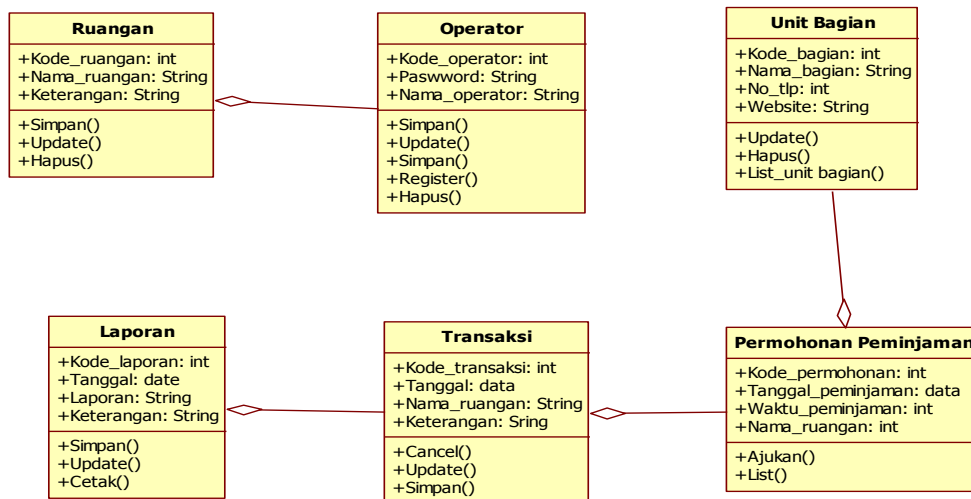 Ruangan
+Kode_ruangan: int
+Nama_ruangan: String
+Keterangan: String
+Simpan()
+Update()
+Hapus()
Operator
+Kode_operator: int
+Paswword: String
+Nama_operator: String
+Simpan()
+Update()
+Simpan()
+Register()
+Hapus()
Unit Bagian
+Kode_bagian: int
+Nama_bagian: String
+No_tlp: int
+Website: String
+Update()
+Hapus()
+List_unit bagian()
Laporan
+Kode_laporan: int
+Tanggal: date
+Laporan: String
+Keterangan: String
+Simpan()
+Update()
+Cetak()
Transaksi
+Kode_transaksi: int
+Tanggal: data
+Nama_ruangan: String
+Keterangan: Sring
+Cancel()
+Update()
+Simpan()
Permohonan Peminjaman
+Kode_permohonan: int
+Tanggal_peminjaman: data
+Waktu_peminjaman: int
+Nama_ruangan: int
+Ajukan()
+List()